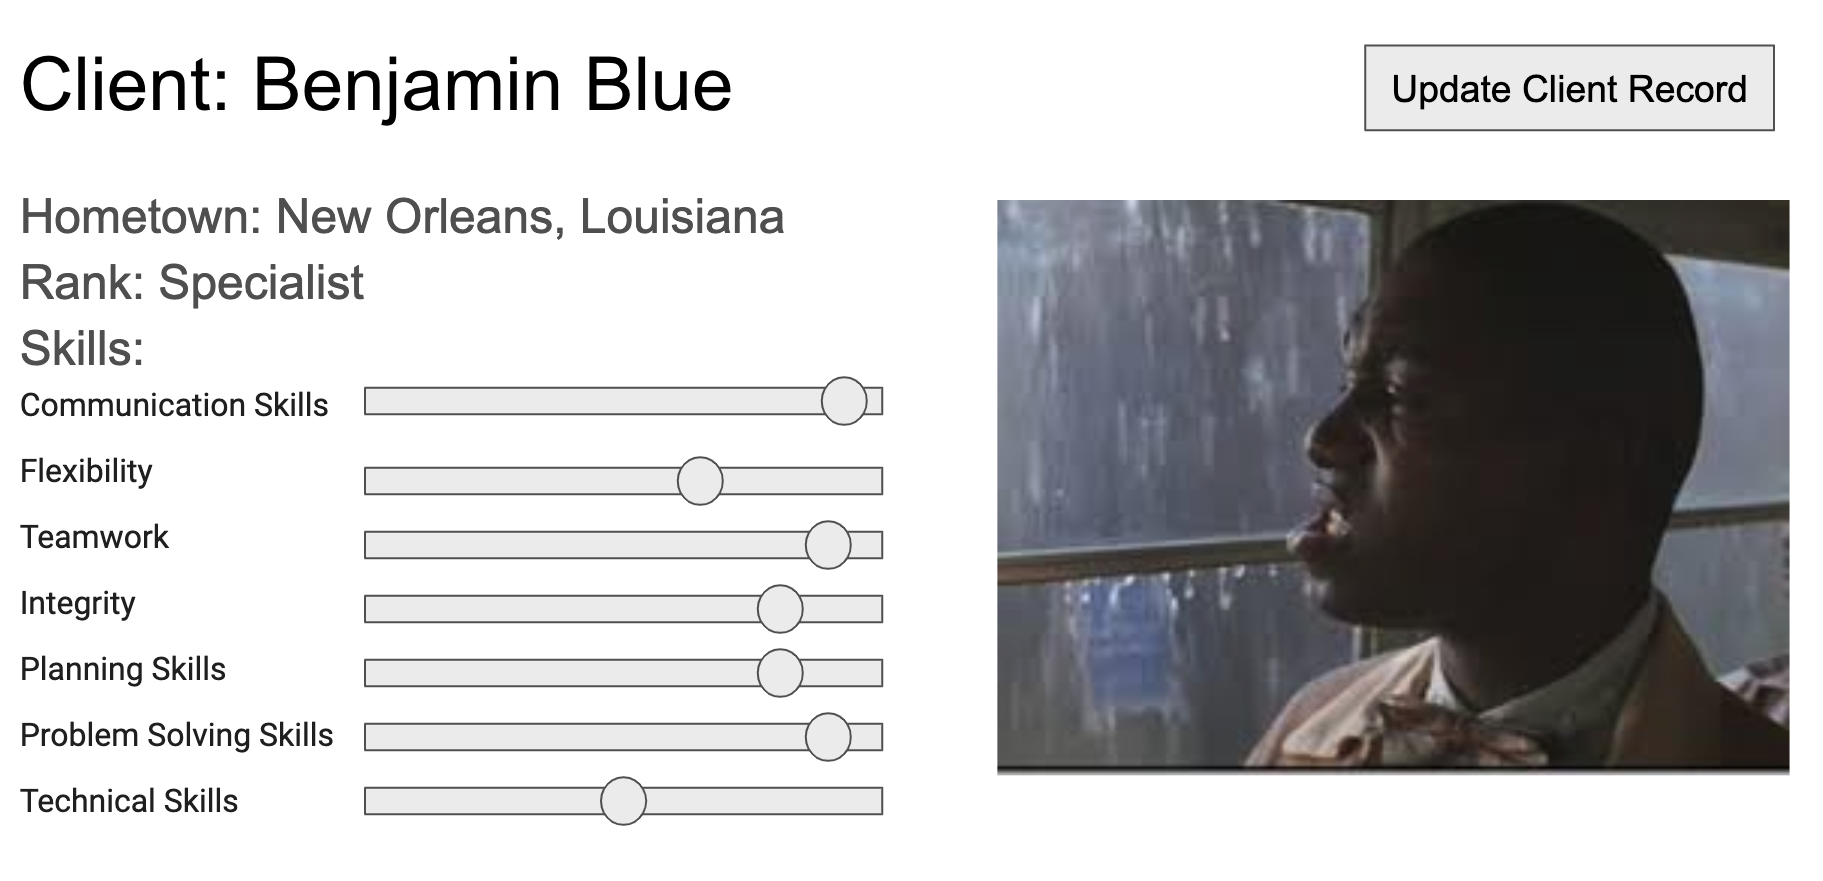 Client: Benjamin Blue
Update Client Record
Hometown: New Orleans, Louisiana
Rank: Specialist
Skills:
Communication Skills
Flexibility
Teamwork
Integrity
Planning Skills
Problem Solving Skills
Technical Skills